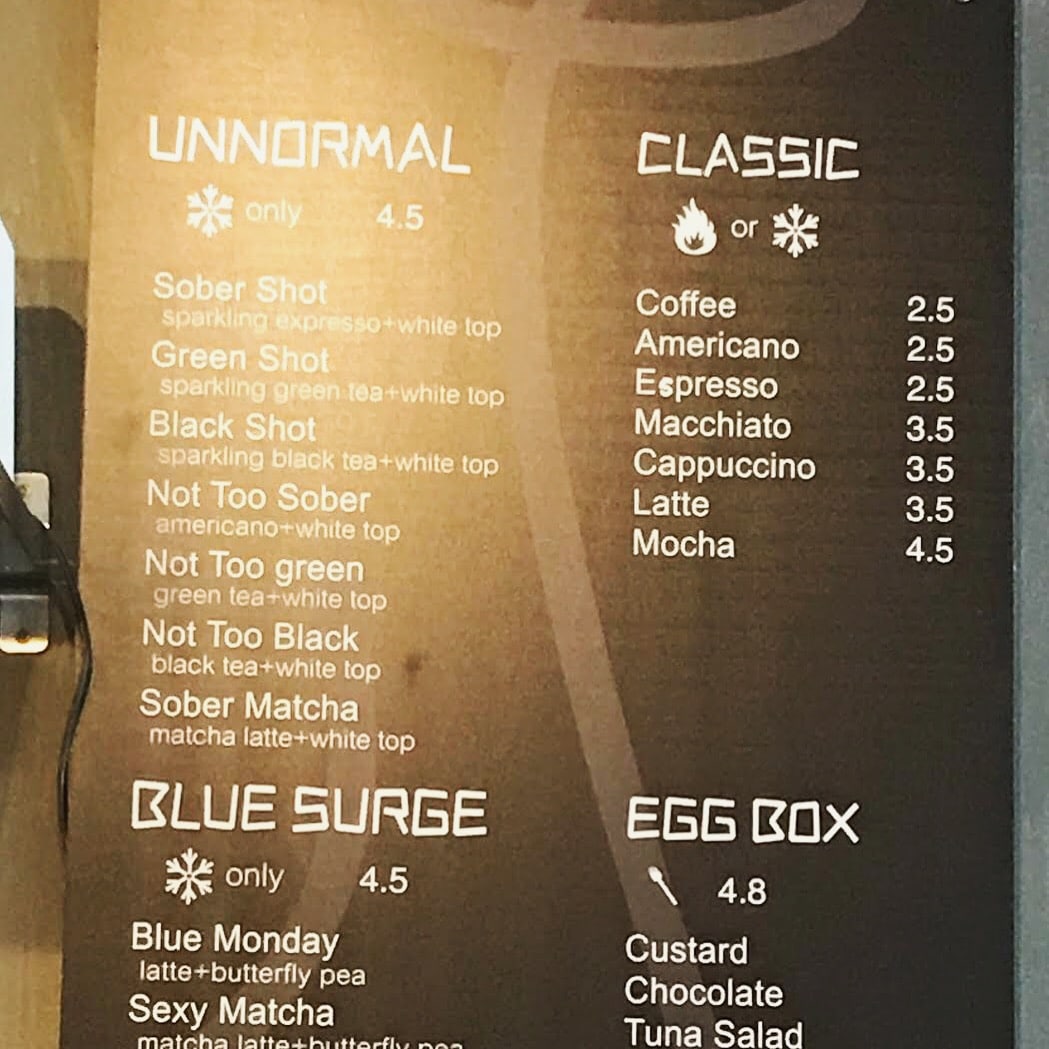 UNNORMAL
only 4.5
Sober Shot
sparkling expresso+white top
Green Shot
sparkling green tea+white top
Black Shot
sparkling black tea+white top
Not Too Sober
americano+white top
Not Too green
green tea+white top
Not Too Black
black tea+white top
Sober Matcha
matcha latte+white top
BLUE SURGE
only 4.5
Blue Monday
latte+butterfly pea
Sexy Matcha
matcha latte+butterfly pea
CLASSIC
or
Coffee 2.5
Americano 2.5
Espresso 2.5
Macchiato 3.5
Cappuccino 3.5
Latte 3.5
Mocha 4.5
EGG BOX
4.8
Custard
Chocolate
Tuna Salad